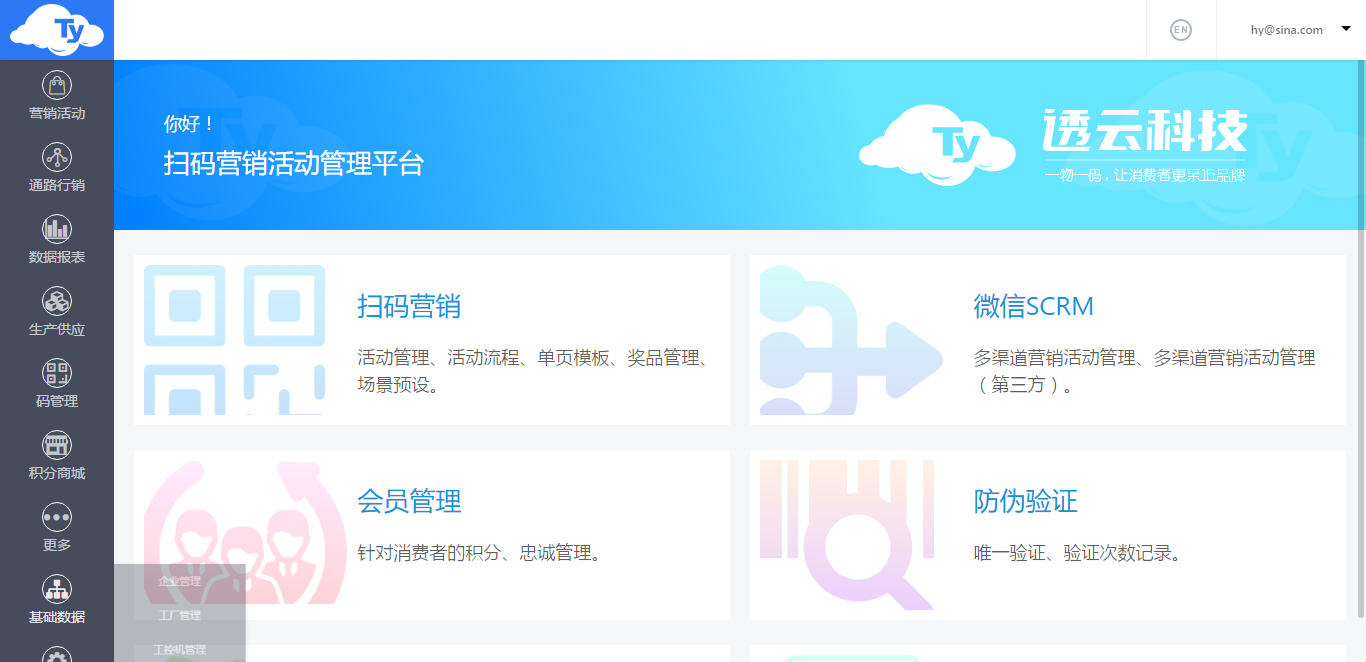 Ty
EN
hy@sina.com
营销活动
通路行销
数据报表
生产供应
码管理
积分商城
更多
基础数据
企业管理
工厂管理
工控机管理
你好！
扫码营销活动管理平台
Ty
透云科技
一物一码，让消费者更亲近品牌
扫码营销
活动管理、活动流程、单页模板、奖品管理、
场景预设。
微信SCRM
多渠道营销活动管理、多渠道营销活动管理
（第三方）。
会员管理
针对消费者的积分、忠诚管理。
防伪验证
唯一验证、验证次数记录。